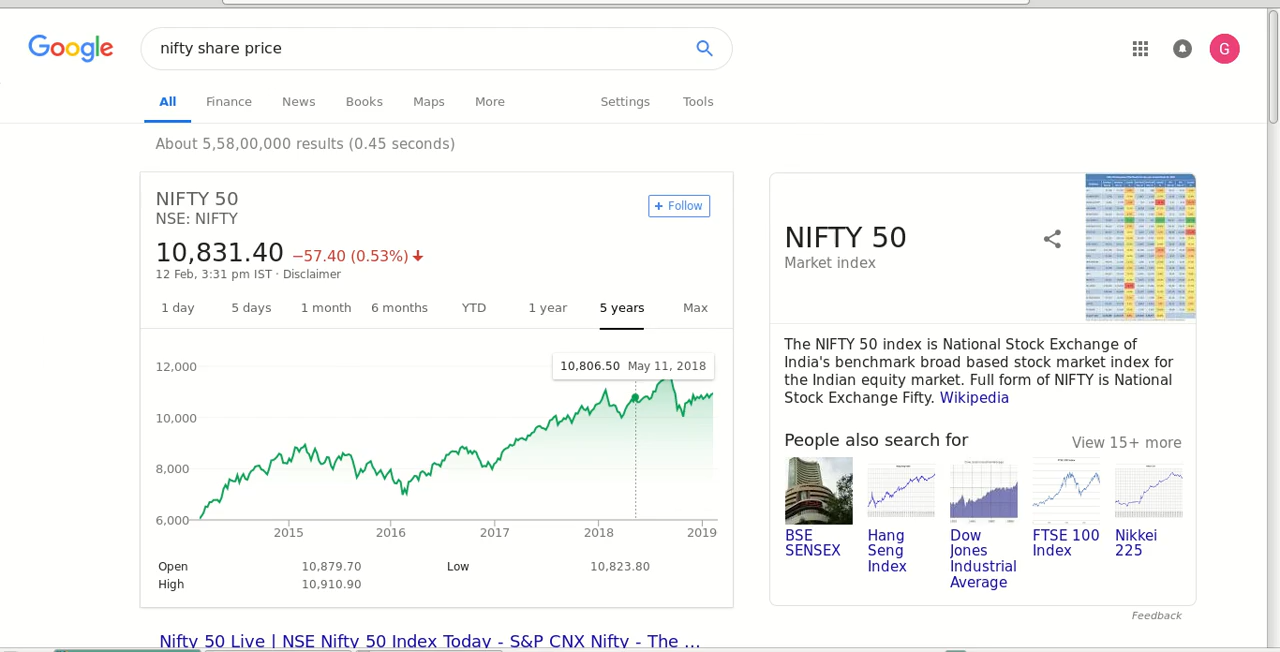 Google
nifty share price
G
All Finance News Books Maps More Settings Tools
About 5,58,00,000 results (0.45 seconds)
NIFTY 50
NSE: NIFTY
+ Follow
10,831.40 −57.40 (0.53%)
12 Feb, 3:31 pm IST · Disclaimer
1 day 5 days 1 month 6 months YTD 1 year 5 years Max
10,806.50 May 11, 2018
12,000
10,000
8,000
6,000
2015 2016 2017 2018 2019
Open 10,879.70 Low 10,823.80
High 10,910.90
Nifty 50 Live | NSE Nifty 50 Index Today - S&P CNX Nifty - The ...
NIFTY 50
Market index
The NIFTY 50 index is National Stock Exchange of
India's benchmark broad based stock market index for
the Indian equity market. Full form of NIFTY is National
Stock Exchange Fifty. Wikipedia
People also search for View 15+ more
BSE
SENSEX
Hang
Seng
Index
Dow
Jones
Industrial
Average
FTSE 100
Index
Nikkei
225
Feedback